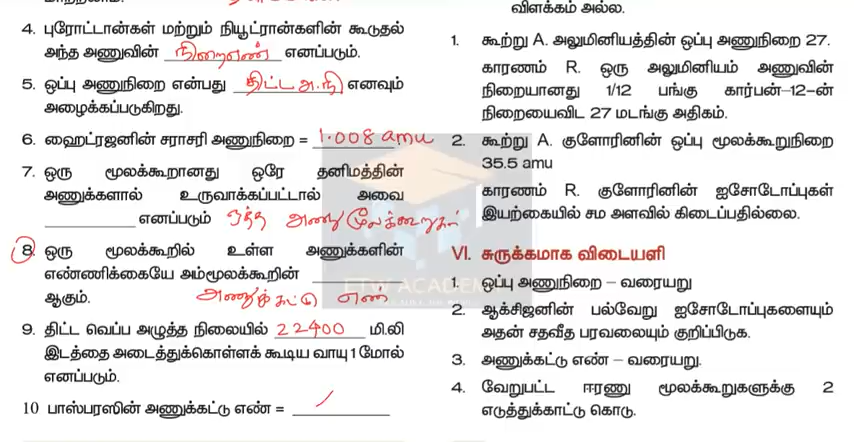 4. புரோட்டான்கள் மற்றும் நியூட்ரான்களின் கூடுதல்
அந்த அணுவின் நிறைஎண் எனப்படும்.
5. ஒப்பு அணுநிறை என்பது திட்ட அ.நி எனவும்
அழைக்கப்படுகிறது.
6. ஹைட்ரஜனின் சராசரி அணுநிறை = 1.008 amu
7. ஒரு மூலக்கூறானது ஒரே தனிமத்தின்
அணுக்களால் உருவாக்கப்பட்டால் அவை
____________ எனப்படும் ஒத்த அணு மூலக்கூறுகள்
8. ஒரு மூலக்கூறில் உள்ள அணுக்களின்
எண்ணிக்கையே அம்மூலக்கூறின் ____________
ஆகும். அணுக்கட்டு எண்
9. திட்ட வெப்ப அழுத்த நிலையில் 22400 மி.லி
இடத்தை அடைத்துக்கொள்ளக் கூடிய வாயு 1 மோல்
எனப்படும்.
10 பாஸ்பரஸின் அணுக்கட்டு எண் = ____________
விளக்கம் அல்ல.
1. கூற்று A. அலுமினியத்தின் ஒப்பு அணுநிறை 27.
காரணம் R. ஒரு அலுமினியம் அணுவின்
நிறையானது 1/12 பங்கு கார்பன்–12–ன்
நிறையைவிட 27 மடங்கு அதிகம்.
2. கூற்று A. குளோரினின் ஒப்பு மூலக்கூறுநிறை
35.5 amu
காரணம் R. குளோரினின் ஐசோடோப்புகள்
இயற்கையில் சம அளவில் கிடைப்பதில்லை.
VI. சுருக்கமாக விடையளி
1. ஒப்பு அணுநிறை – வரையறு
2. ஆக்சிஜனின் பல்வேறு ஐசோடோப்புகளையும்
அதன் சதவீத பரவலையும் குறிப்பிடுக.
3. அணுக்கட்டு எண் – வரையறு.
4. வேறுபட்ட ஈரணு மூலக்கூறுகளுக்கு 2
எடுத்துக்காட்டு கொடு.
ETW ACADEMY